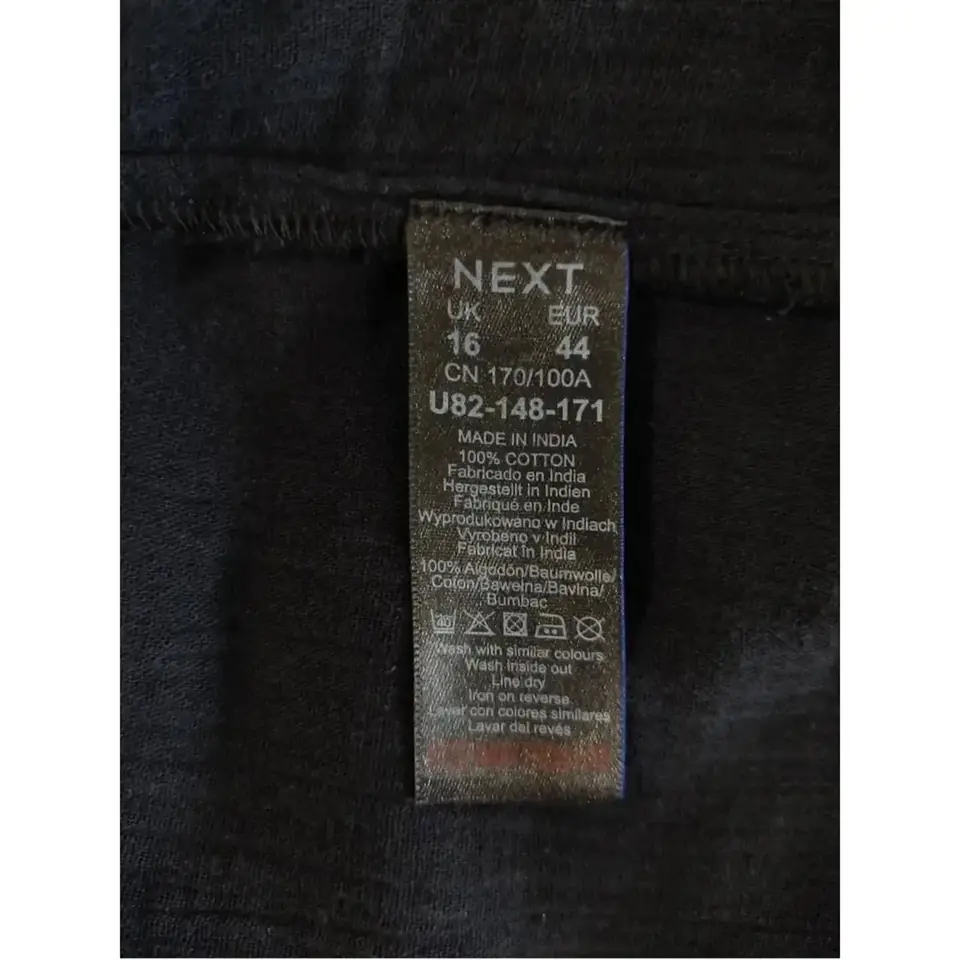 NEXT
UK EUR
16 44
CN 170/100A
U82-148-171
MADE IN INDIA
100% COTTON
Fabricado en India
Hergestellt in Indien
Fabriqué en Inde
Wyprodukowano w Indiach
Vyrobeno v Indii
Fabricat în India
100% Algodón/Baumwolle/
Coton/Bawełna/Bavlna/
Bumbac
40
Wash with similar colours
Wash inside out
Line dry
Iron on reverse
Lavar con colores similares
Lavar del revés